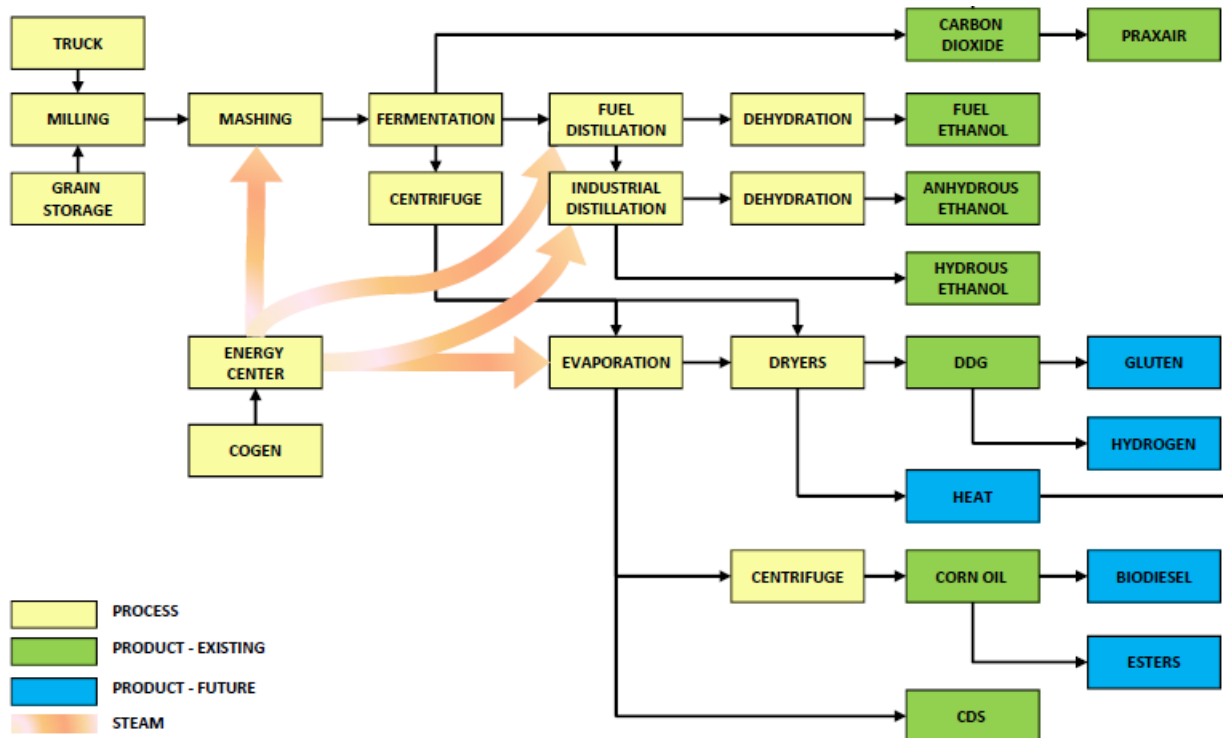 TRUCK
CARBON
DIOXIDE
PRAXAIR
MILLING
MASHING
FERMENTATION
FUEL
DISTILLATION
DEHYDRATION
FUEL
ETHANOL
GRAIN
STORAGE
CENTRIFUGE
INDUSTRIAL
DISTILLATION
DEHYDRATION
ANHYDROUS
ETHANOL
HYDROUS
ETHANOL
ENERGY
CENTER
EVAPORATION
DRYERS
DDG
GLUTEN
COGEN
HYDROGEN
HEAT
CENTRIFUGE
CORN OIL
BIODIESEL
ESTERS
CDS
PROCESS
PRODUCT - EXISTING
PRODUCT - FUTURE
STEAM